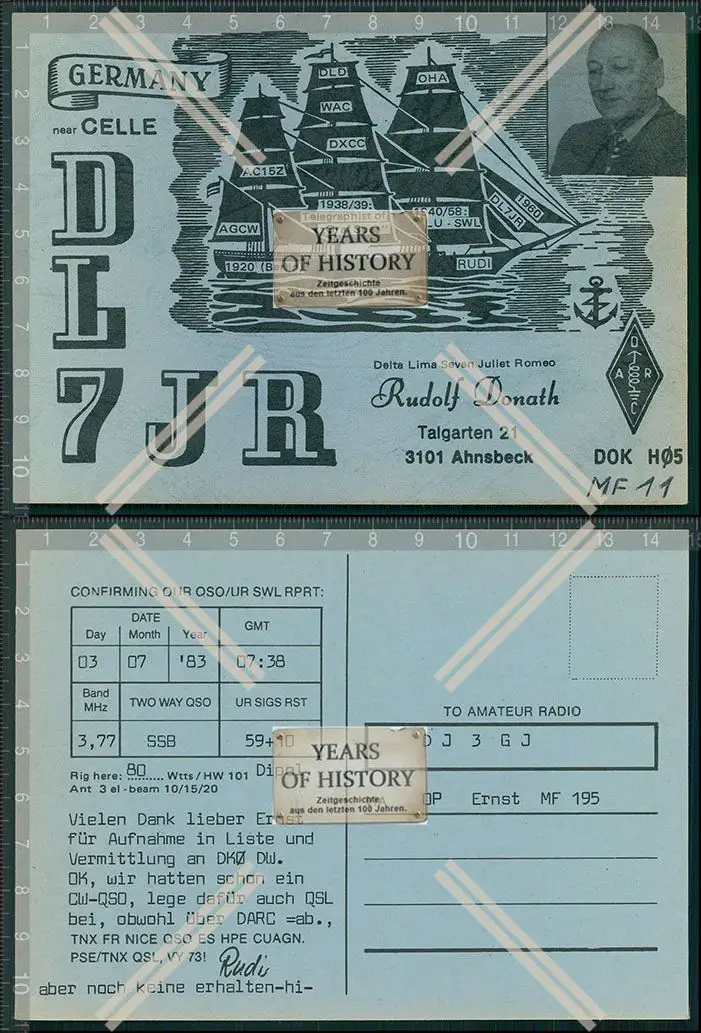 GERMANY
near CELLE
DL
7JR
DLD
WAC
OHA
DXCC
AC15Z
1938/39:
Telegraphist of
40/58:
U - SWL
DL7JR
1960
AGCW
1920
RUDI
YEARS
OF HISTORY
Zeitgeschichte
aus den letzten 100 Jahren.
Delta Lima Seven Juliet Romeo
Rudolf Donath
Talgarten 21
3101 Ahnsbeck
D
A R
C
DOK HØ5
MF 11
CONFIRMING OUR QSO/UR SWL RPRT:
DATE
Day Month Year GMT
03 07 '83 07:38
Band
MHz TWO WAY QSO UR SIGS RST
3,77 SSB 59+10
Rig here: 80 Wtts / HW 101
Ant 3 el - beam 10/15/20
Vielen Dank lieber Ernst
für Aufnahme in Liste und
Vermittlung an DKØ DW.
OK, wir hatten schon ein
CW-QSO, lege dafür auch QSL
bei, obwohl über DARC =ab.,
TNX FR NICE QSO ES HPE CUAGN.
PSE/TNX QSL, VY 73! Rudi
aber noch keine erhalten-hi-
TO AMATEUR RADIO
DJ 3 GJ
OP Ernst MF 195
YEARS
OF HISTORY
Zeitgeschichte
aus den letzten 100 Jahren.